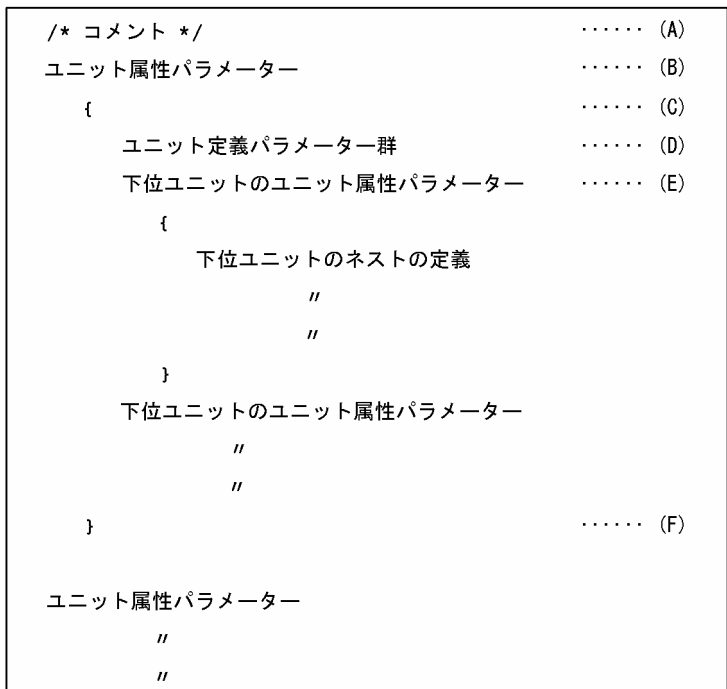 /* コメント */ ‥‥‥ (A)
ユニット属性パラメーター ‥‥‥ (B)
{ ‥‥‥ (C)
ユニット定義パラメーター群 ‥‥‥ (D)
下位ユニットのユニット属性パラメーター ‥‥‥ (E)
{
下位ユニットのネストの定義
〃
〃
}
下位ユニットのユニット属性パラメーター
〃
〃
} ‥‥‥ (F)
ユニット属性パラメーター
〃
〃